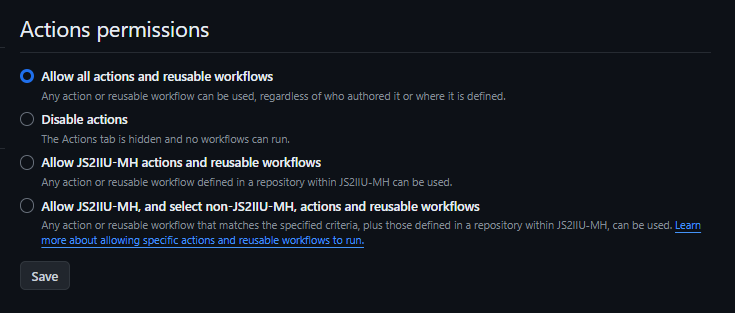 Actions permissions
Allow all actions and reusable workflows
Any action or reusable workflow can be used, regardless of who authored it or where it is defined.
Disable actions
The Actions tab is hidden and no workflows can run.
Allow JS2IIU-MH actions and reusable workflows
Any action or reusable workflow defined in a repository within JS2IIU-MH can be used.
Allow JS2IIU-MH, and select non-JS2IIU-MH, actions and reusable workflows
Any action or reusable workflow that matches the specified criteria, plus those defined in a repository within JS2IIU-MH, can be used. Learn
more about allowing specific actions and reusable workflows to run.
Save